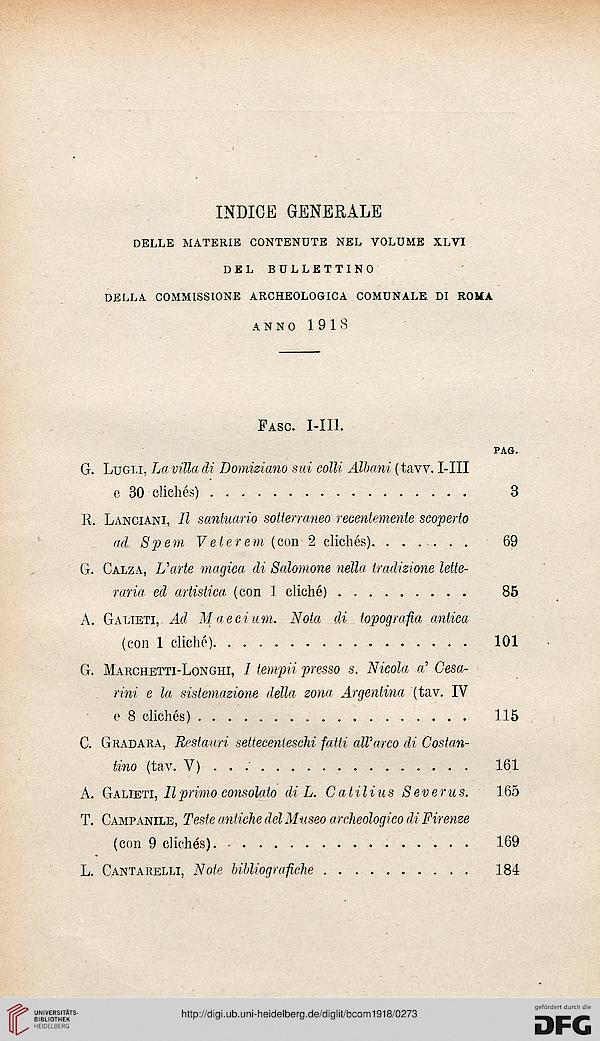 INDICE GENERALE
DELLE MATERIE CONTENUTE NEL VOLUME XLVI
DEL BULLETTINO
DELLA COMMISSIONE ARCHEOLOGICA COMUNALE DI ROMA
ANNO 1918
FASC. I-III.
PAG.
G. LUGLI, La villa di Domiziano sui colli Albani (tavv. I-III
e 30 clichés) . . . . . . . . . . . . . . . . . 3
R. LANCIANI, Il santuario sotterraneo recentemente scoperto
ad Spem Veterem (con 2 clichés). . . . . . . 69
G. CALZA, L'arte magica di Salomone nella tradizione lette-
raria ed artistica (con 1 cliché) . . . . . . . . . 85
A. GALIETI, Ad Maecium. Nota di topografia antica
(con 1 cliché). . . . . . . . . . . . . . . . . 101
G. MARCHETTI-LONGHI, I tempii presso s. Nicola a' Cesa-
rini e la sistemazione della zona Argentina (tav. IV
e 8 clichés) . . . . . . . . . . . . . . . . . . 115
C. GRADARA, Restauri settecenteschi fatti all'arco di Costan-
tino (tav. V) . . . . . . . . . . . . . . . . . 161
A. GALIETI, Il primo consolato di L. Catilius Severus. 165
T. CAMPANILE, Teste antiche del Museo archeologico di Firenze
(con 9 clichés). . . . . . . . . . . . . . . . . 169
L. CANTARELLI, Note bibliografiche . . . . . . . . . . 184
UNIVERSITÄTS-
BIBLIOTHEK
HEIDELBERG
http://digi.ub.uni-heidelberg.de/diglit/bcom1918/0273
gefördert durch die
DFG